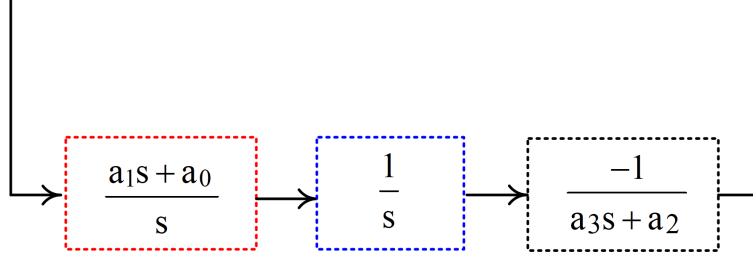 a₁s + a₀
s
1
s
−1
a₃s + a₂